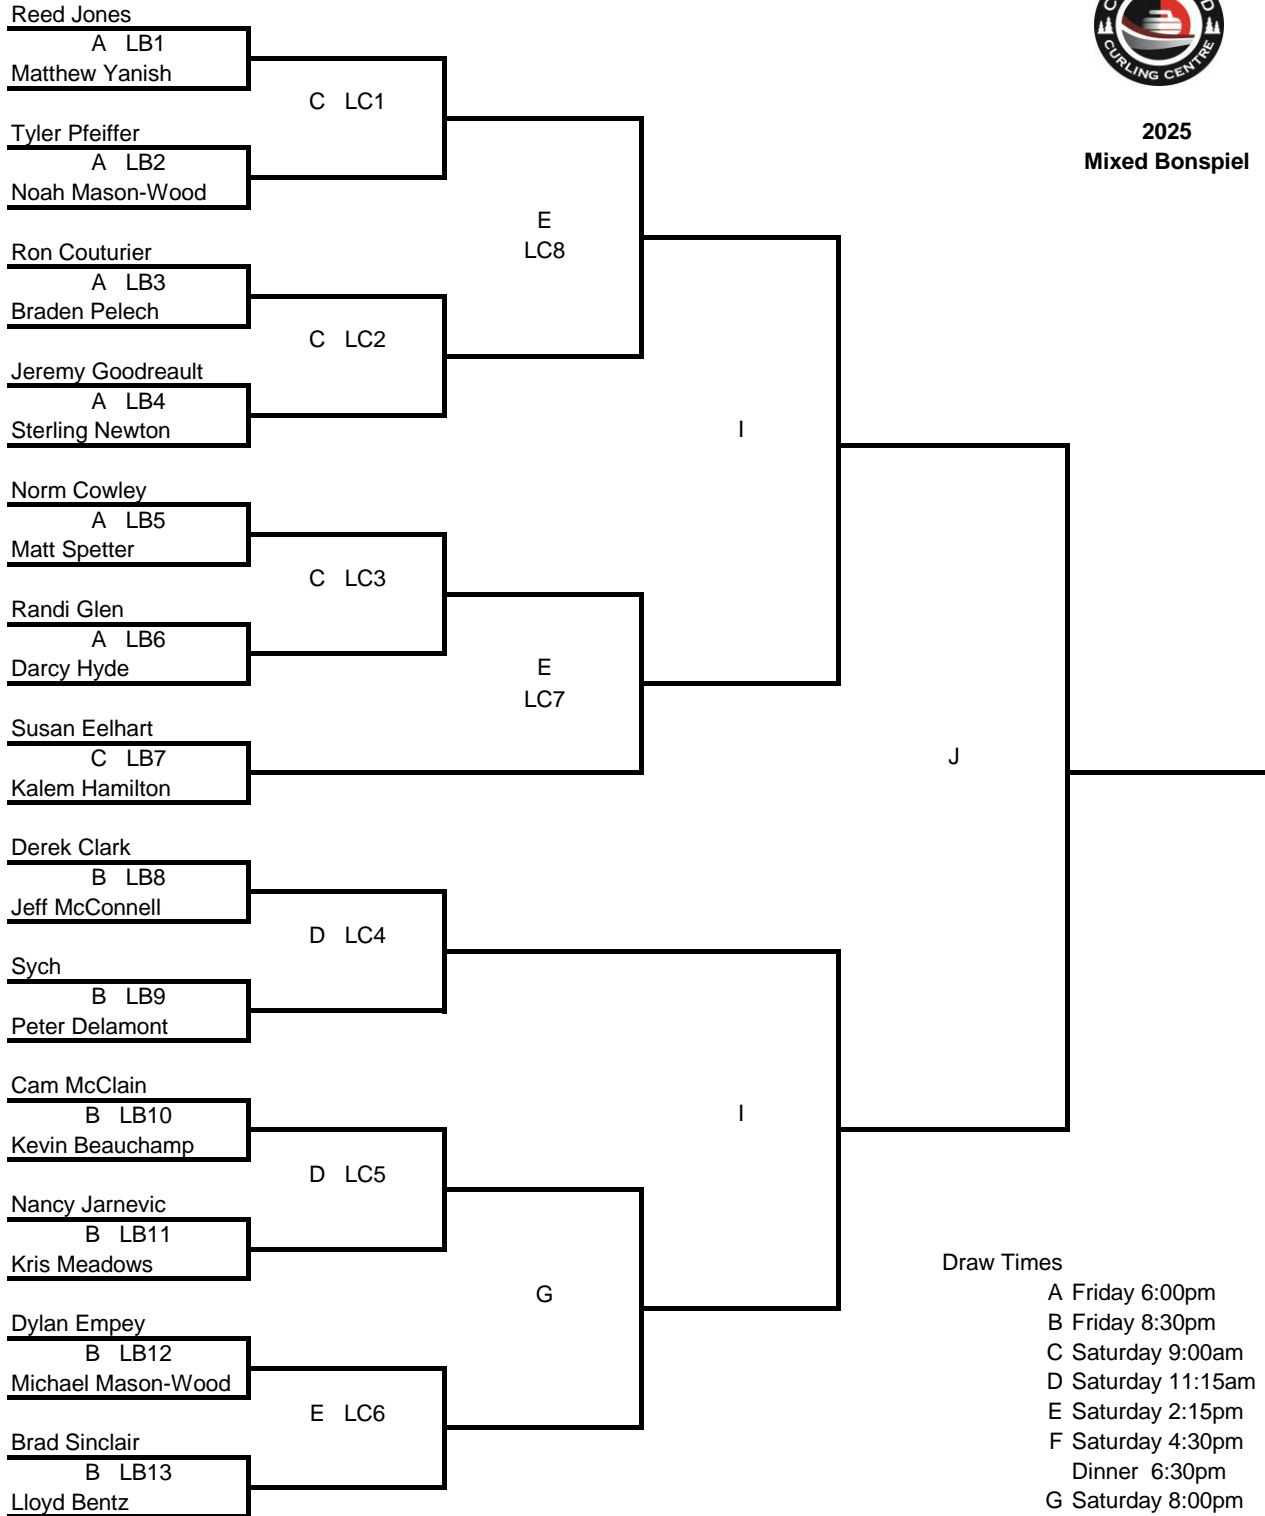 Reed Jones
A LB1
Matthew Yanish
C LC1
Tyler Pfeiffer
A LB2
Noah Mason-Wood
E
LC8
Ron Couturier
A LB3
Braden Pelech
C LC2
Jeremy Goodreault
A LB4
Sterling Newton
I
Norm Cowley
A LB5
Matt Spetter
C LC3
Randi Glen
A LB6
Darcy Hyde
E
LC7
Susan Eelhart
C LB7
Kalem Hamilton
J
Derek Clark
B LB8
Jeff McConnell
D LC4
Sych
B LB9
Peter Delamont
Cam McClain
B LB10
Kevin Beauchamp
I
D LC5
Nancy Jarnevic
B LB11
Kris Meadows
G
Dylan Empey
B LB12
Michael Mason-Wood
E LC6
Brad Sinclair
B LB13
Lloyd Bentz
CURLING CENTRE
2025
Mixed Bonspiel
Draw Times
A Friday 6:00pm
B Friday 8:30pm
C Saturday 9:00am
D Saturday 11:15am
E Saturday 2:15pm
F Saturday 4:30pm
Dinner 6:30pm
G Saturday 8:00pm